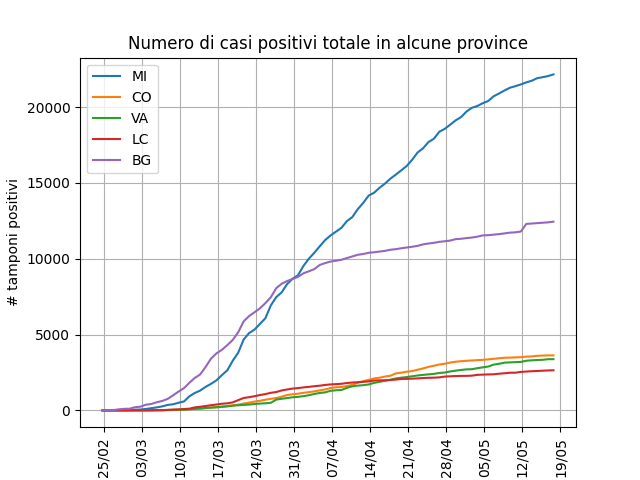 Numero di casi positivi totale in alcune province
# tamponi positivi
20000
15000
10000
5000
0
MI
CO
VA
LC
BG
25/02
03/03
10/03
17/03
24/03
31/03
07/04
14/04
21/04
28/04
05/05
12/05
19/05